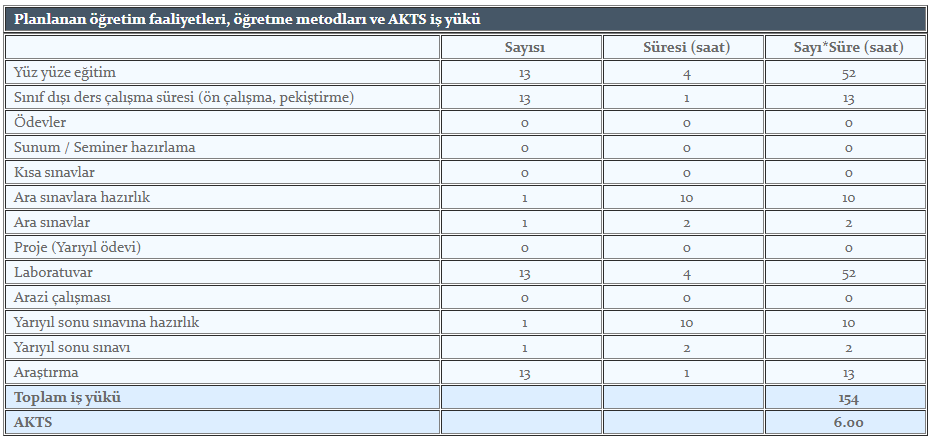 Planlanan öğretim faaliyetleri, öğretme metodları ve AKTS iş yükü
Sayısı Süresi (saat) Sayı*Süre (saat)
Yüz yüze eğitim 13 4 52
Sınıf dışı ders çalışma süresi (ön çalışma, pekiştirme) 13 1 13
Ödevler 0 0 0
Sunum / Seminer hazırlama 0 0 0
Kısa sınavlar 0 0 0
Ara sınavlara hazırlık 1 10 10
Ara sınavlar 1 2 2
Proje (Yarıyıl ödevi) 0 0 0
Laboratuvar 13 4 52
Arazi çalışması 0 0 0
Yarıyıl sonu sınavına hazırlık 1 10 10
Yarıyıl sonu sınavı 1 2 2
Araştırma 13 1 13
Toplam iş yükü 154
AKTS 6.00